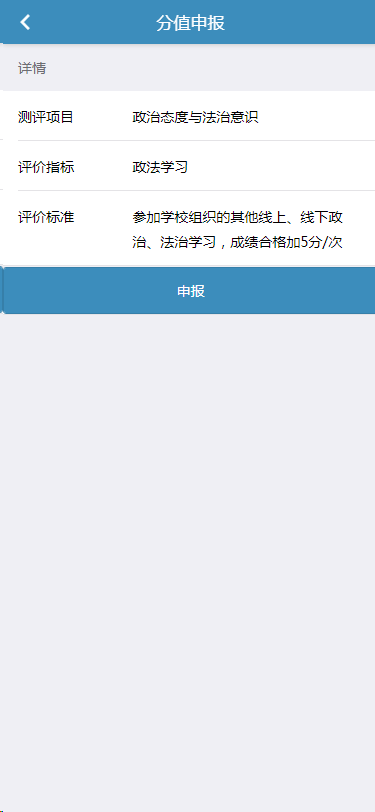 分值申报
详情
测评项目 政治态度与法治意识
评价指标 政法学习
评价标准 参加学校组织的其他线上、线下政
治、法治学习，成绩合格加5分/次
申报